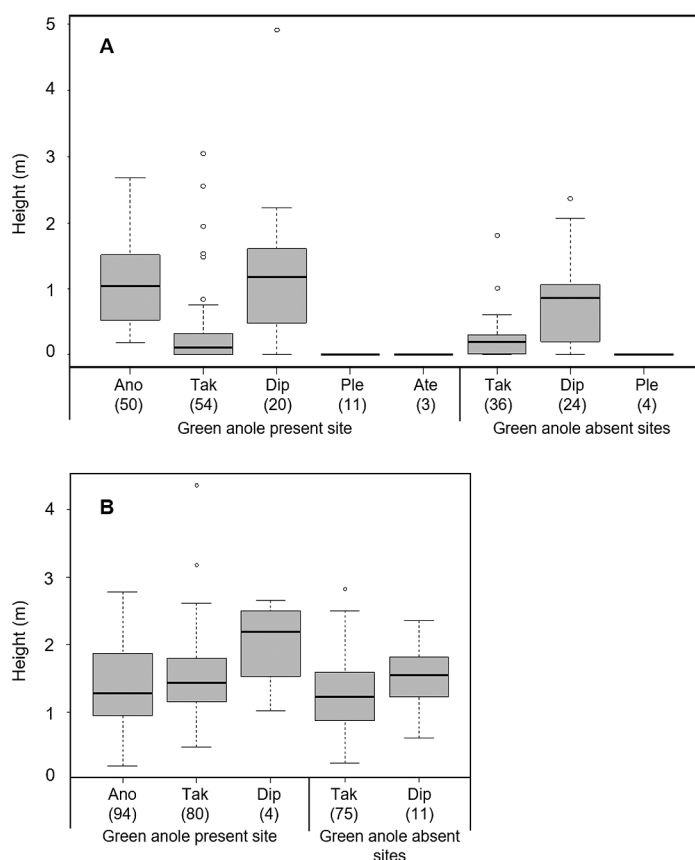 A
5
4
3
2
1
0
Height (m)
Ano Tak Dip Ple Ate Tak Dip Ple
(50) (54) (20) (11) (3) (36) (24) (4)
Green anole present site Green anole absent sites
B
4
3
2
1
0
Height (m)
Ano Tak Dip Tak Dip
(94) (80) (4) (75) (11)
Green anole present site Green anole absent
sites